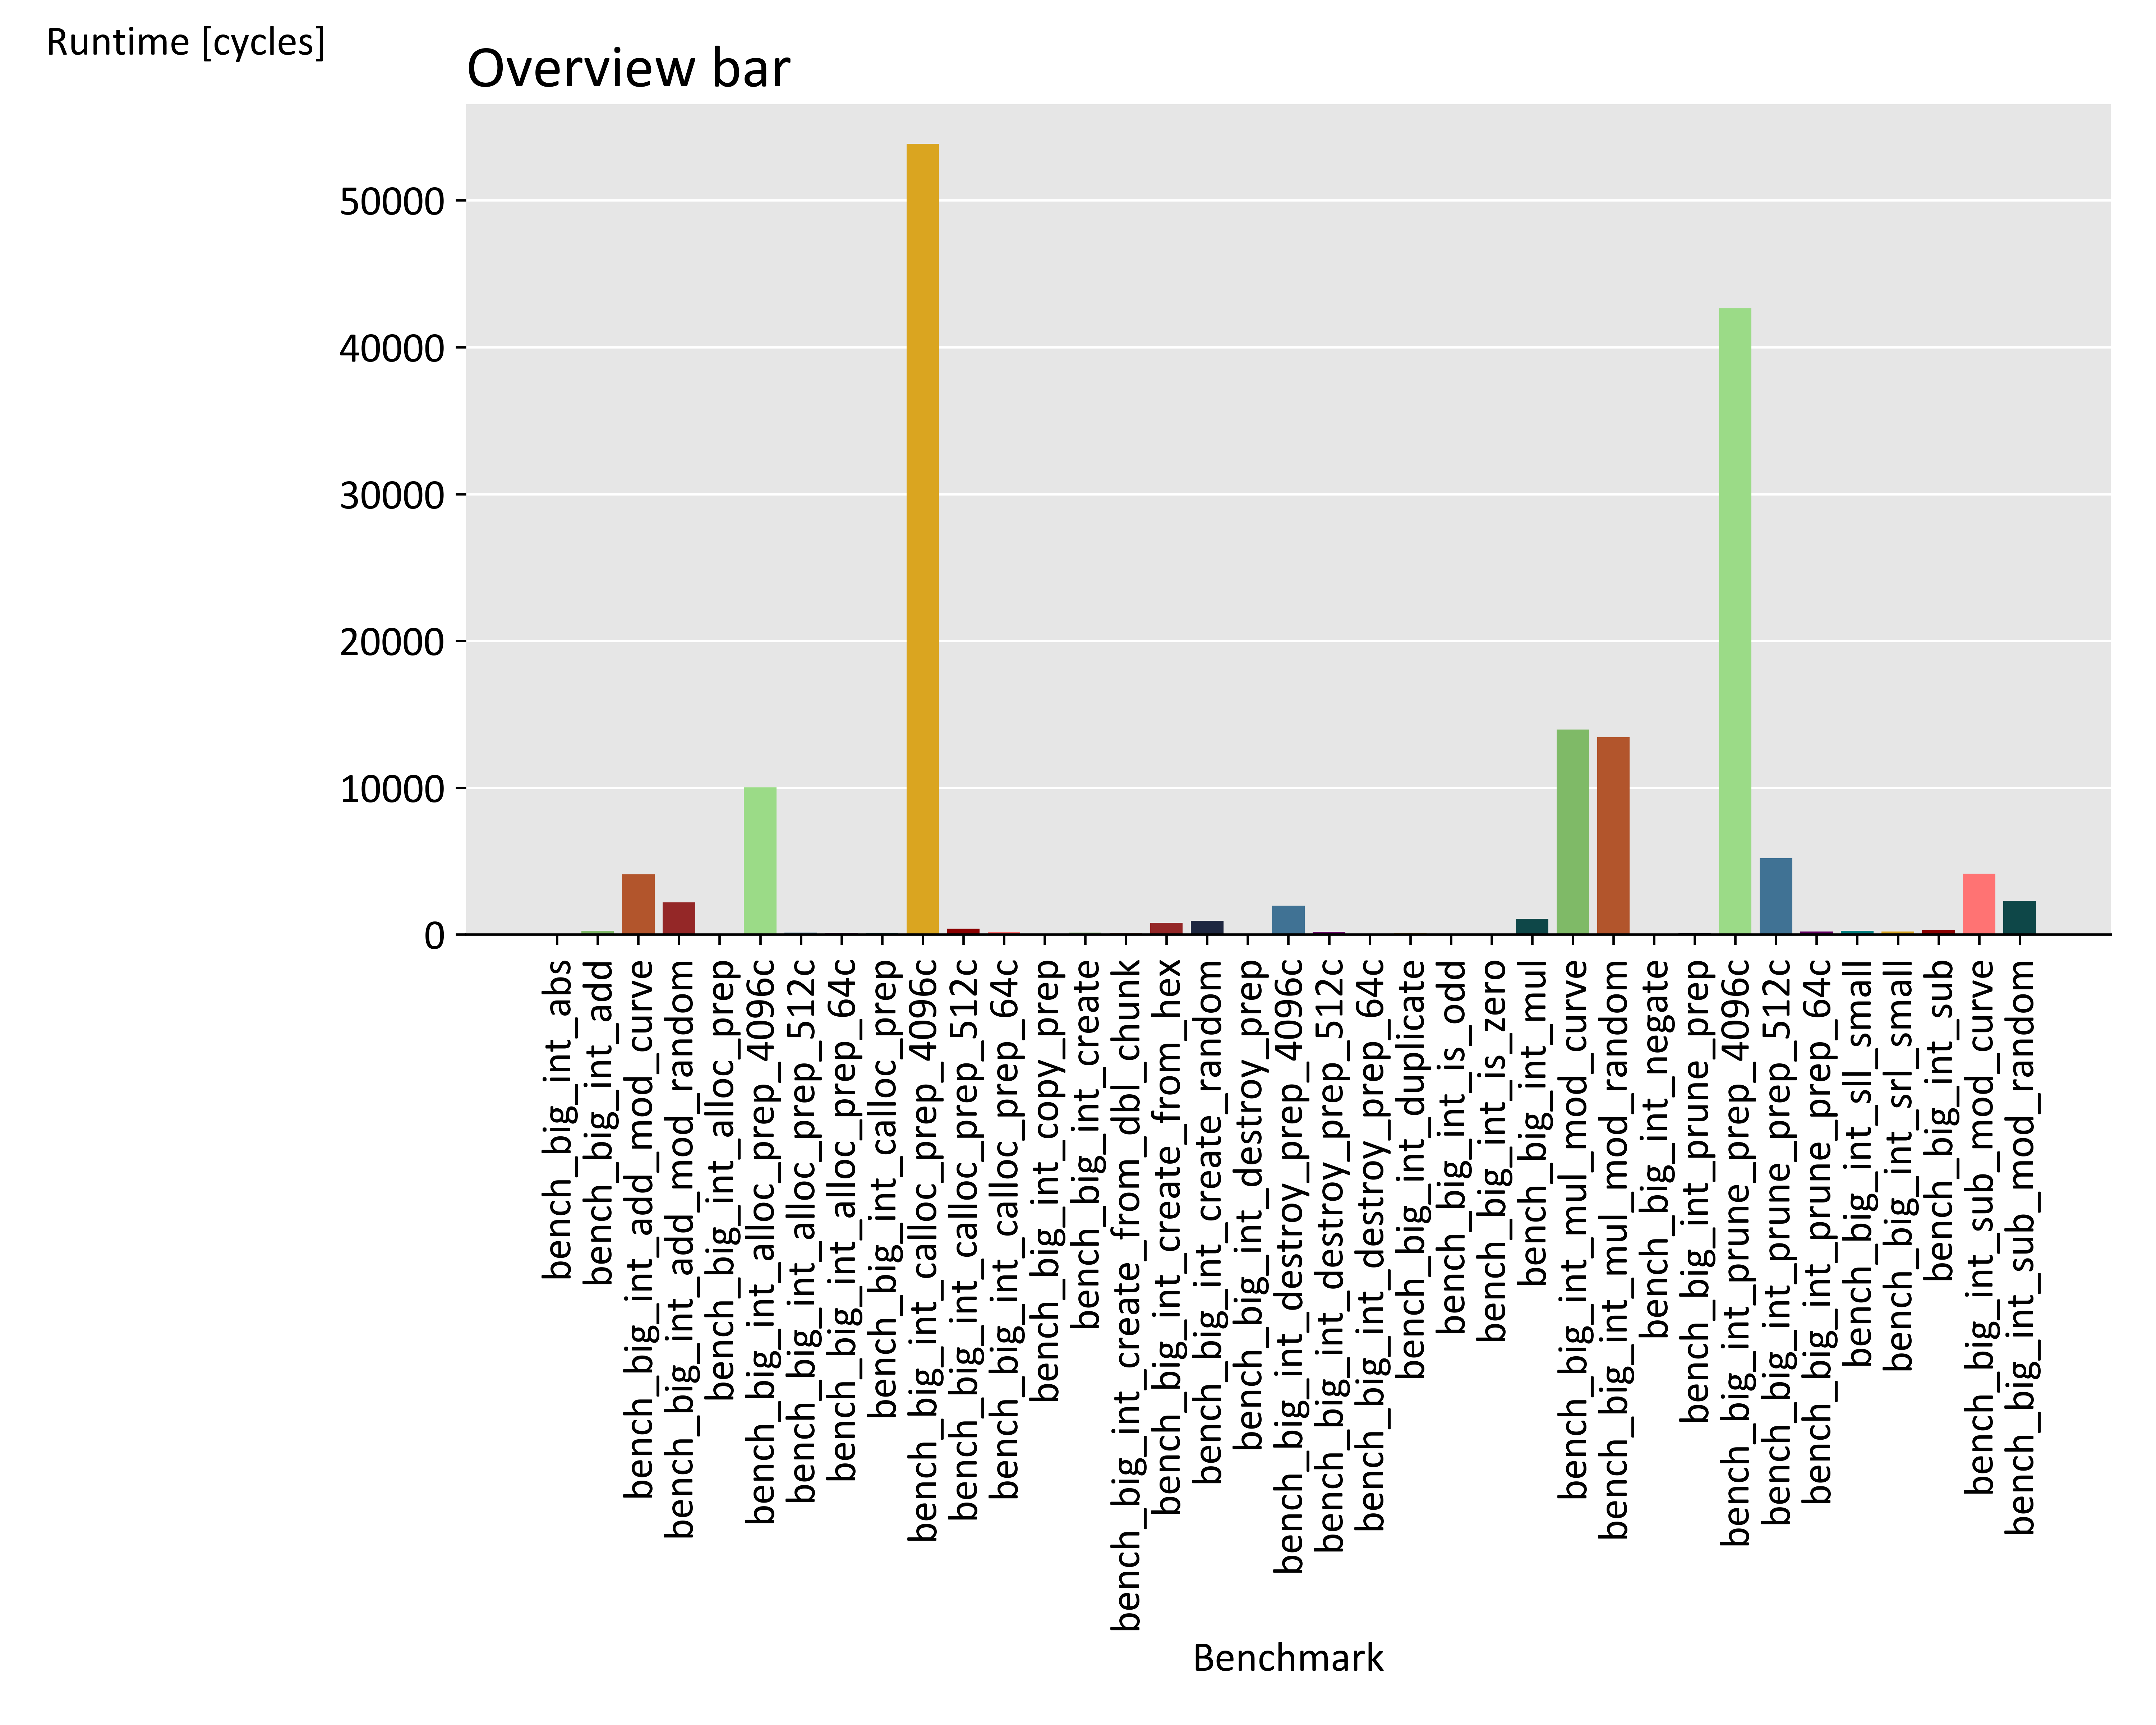 Runtime [cycles]
Overview bar
50000
40000
30000
20000
10000
0
bench_big_int_abs
bench_big_int_add
bench_big_int_add_mod_curve
bench_big_int_add_mod_random
bench_big_int_alloc_prep
bench_big_int_alloc_prep_4096c
bench_big_int_alloc_prep_512c
bench_big_int_alloc_prep_64c
bench_big_int_calloc_prep
bench_big_int_calloc_prep_4096c
bench_big_int_calloc_prep_512c
bench_big_int_calloc_prep_64c
bench_big_int_copy_prep
bench_big_int_create
bench_big_int_create_from_dbl_chunk
bench_big_int_create_from_hex
bench_big_int_create_random
bench_big_int_destroy_prep
bench_big_int_destroy_prep_4096c
bench_big_int_destroy_prep_512c
bench_big_int_destroy_prep_64c
bench_big_int_duplicate
bench_big_int_is_odd
bench_big_int_is_zero
bench_big_int_mul
bench_big_int_mul_mod_curve
bench_big_int_mul_mod_random
bench_big_int_negate
bench_big_int_prune_prep
bench_big_int_prune_prep_4096c
bench_big_int_prune_prep_512c
bench_big_int_prune_prep_64c
bench_big_int_sll_small
bench_big_int_srl_small
bench_big_int_sub
bench_big_int_sub_mod_curve
bench_big_int_sub_mod_random
Benchmark